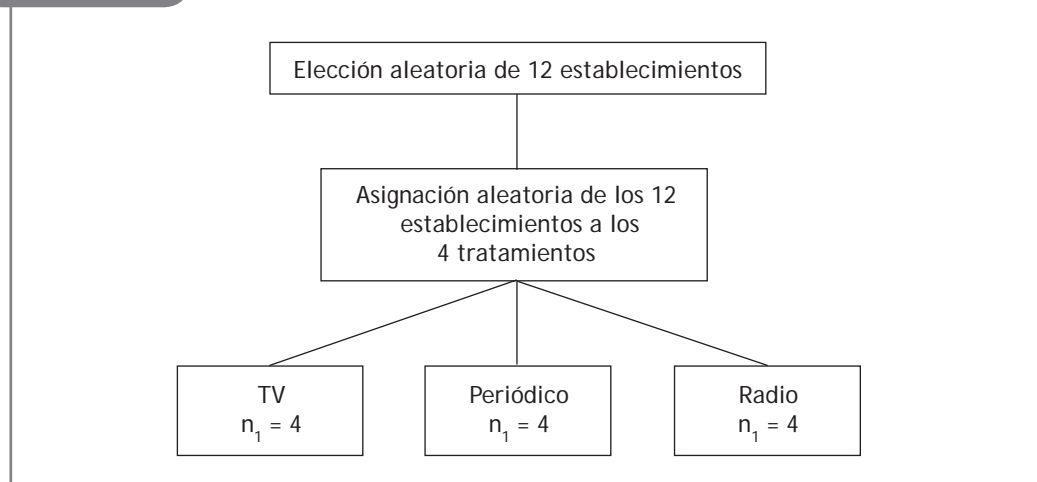 Elección aleatoria de 12 establecimientos
Asignación aleatoria de los 12
establecimientos a los
4 tratamientos
TV
n₁ = 4
Periódico
n₁ = 4
Radio
n₁ = 4